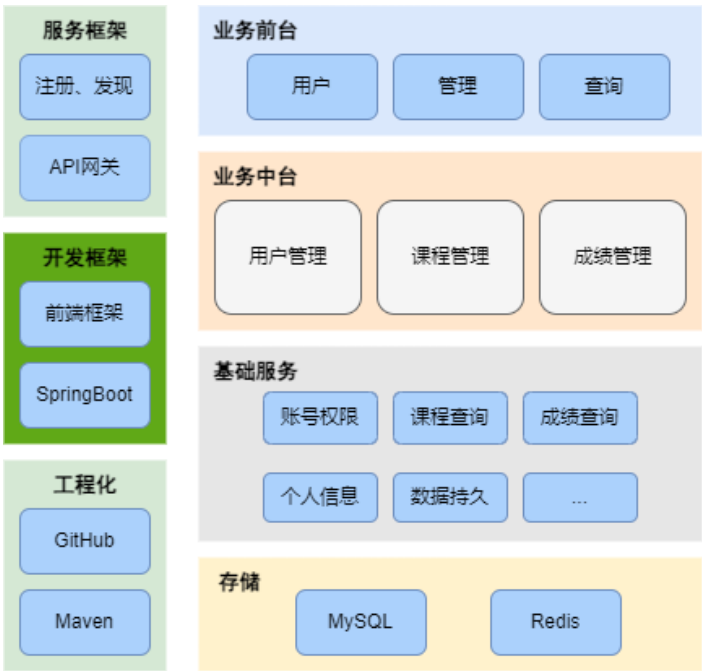 服务框架
注册、发现
API网关
开发框架
前端框架
SpringBoot
工程化
GitHub
Maven
业务前台
用户 管理 查询
业务中台
用户管理 课程管理 成绩管理
基础服务
账号权限 课程查询 成绩查询
个人信息 数据持久 ...
存储
MySQL Redis